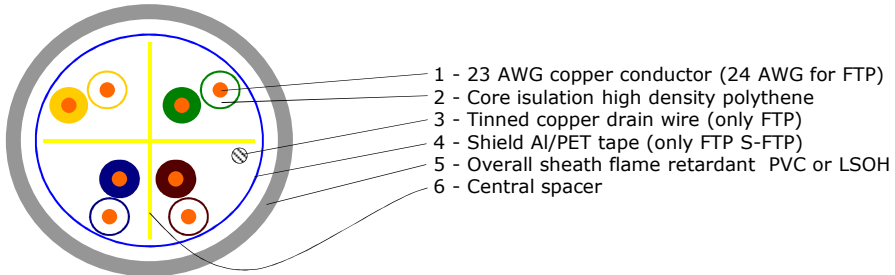 1 - 23 AWG copper conductor (24 AWG for FTP)
2 - Core isulation high density polythene
3 - Tinned copper drain wire (only FTP)
4 - Shield Al/PET tape (only FTP S-FTP)
5 - Overall sheath flame retardant  PVC or LSOH
6 - Central spacer